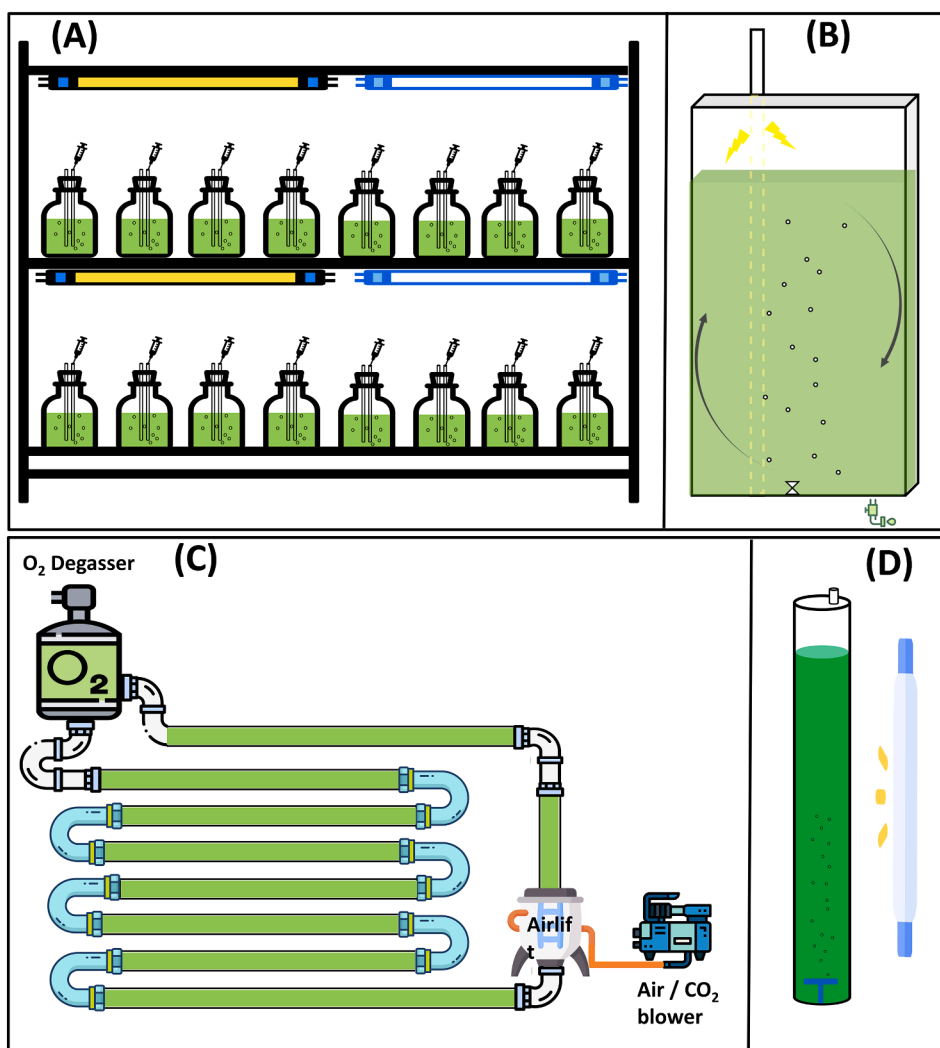 (A)
(B)
(C)
O₂ Degasser
O₂
Airlif
t
Air / CO₂
blower
(D)